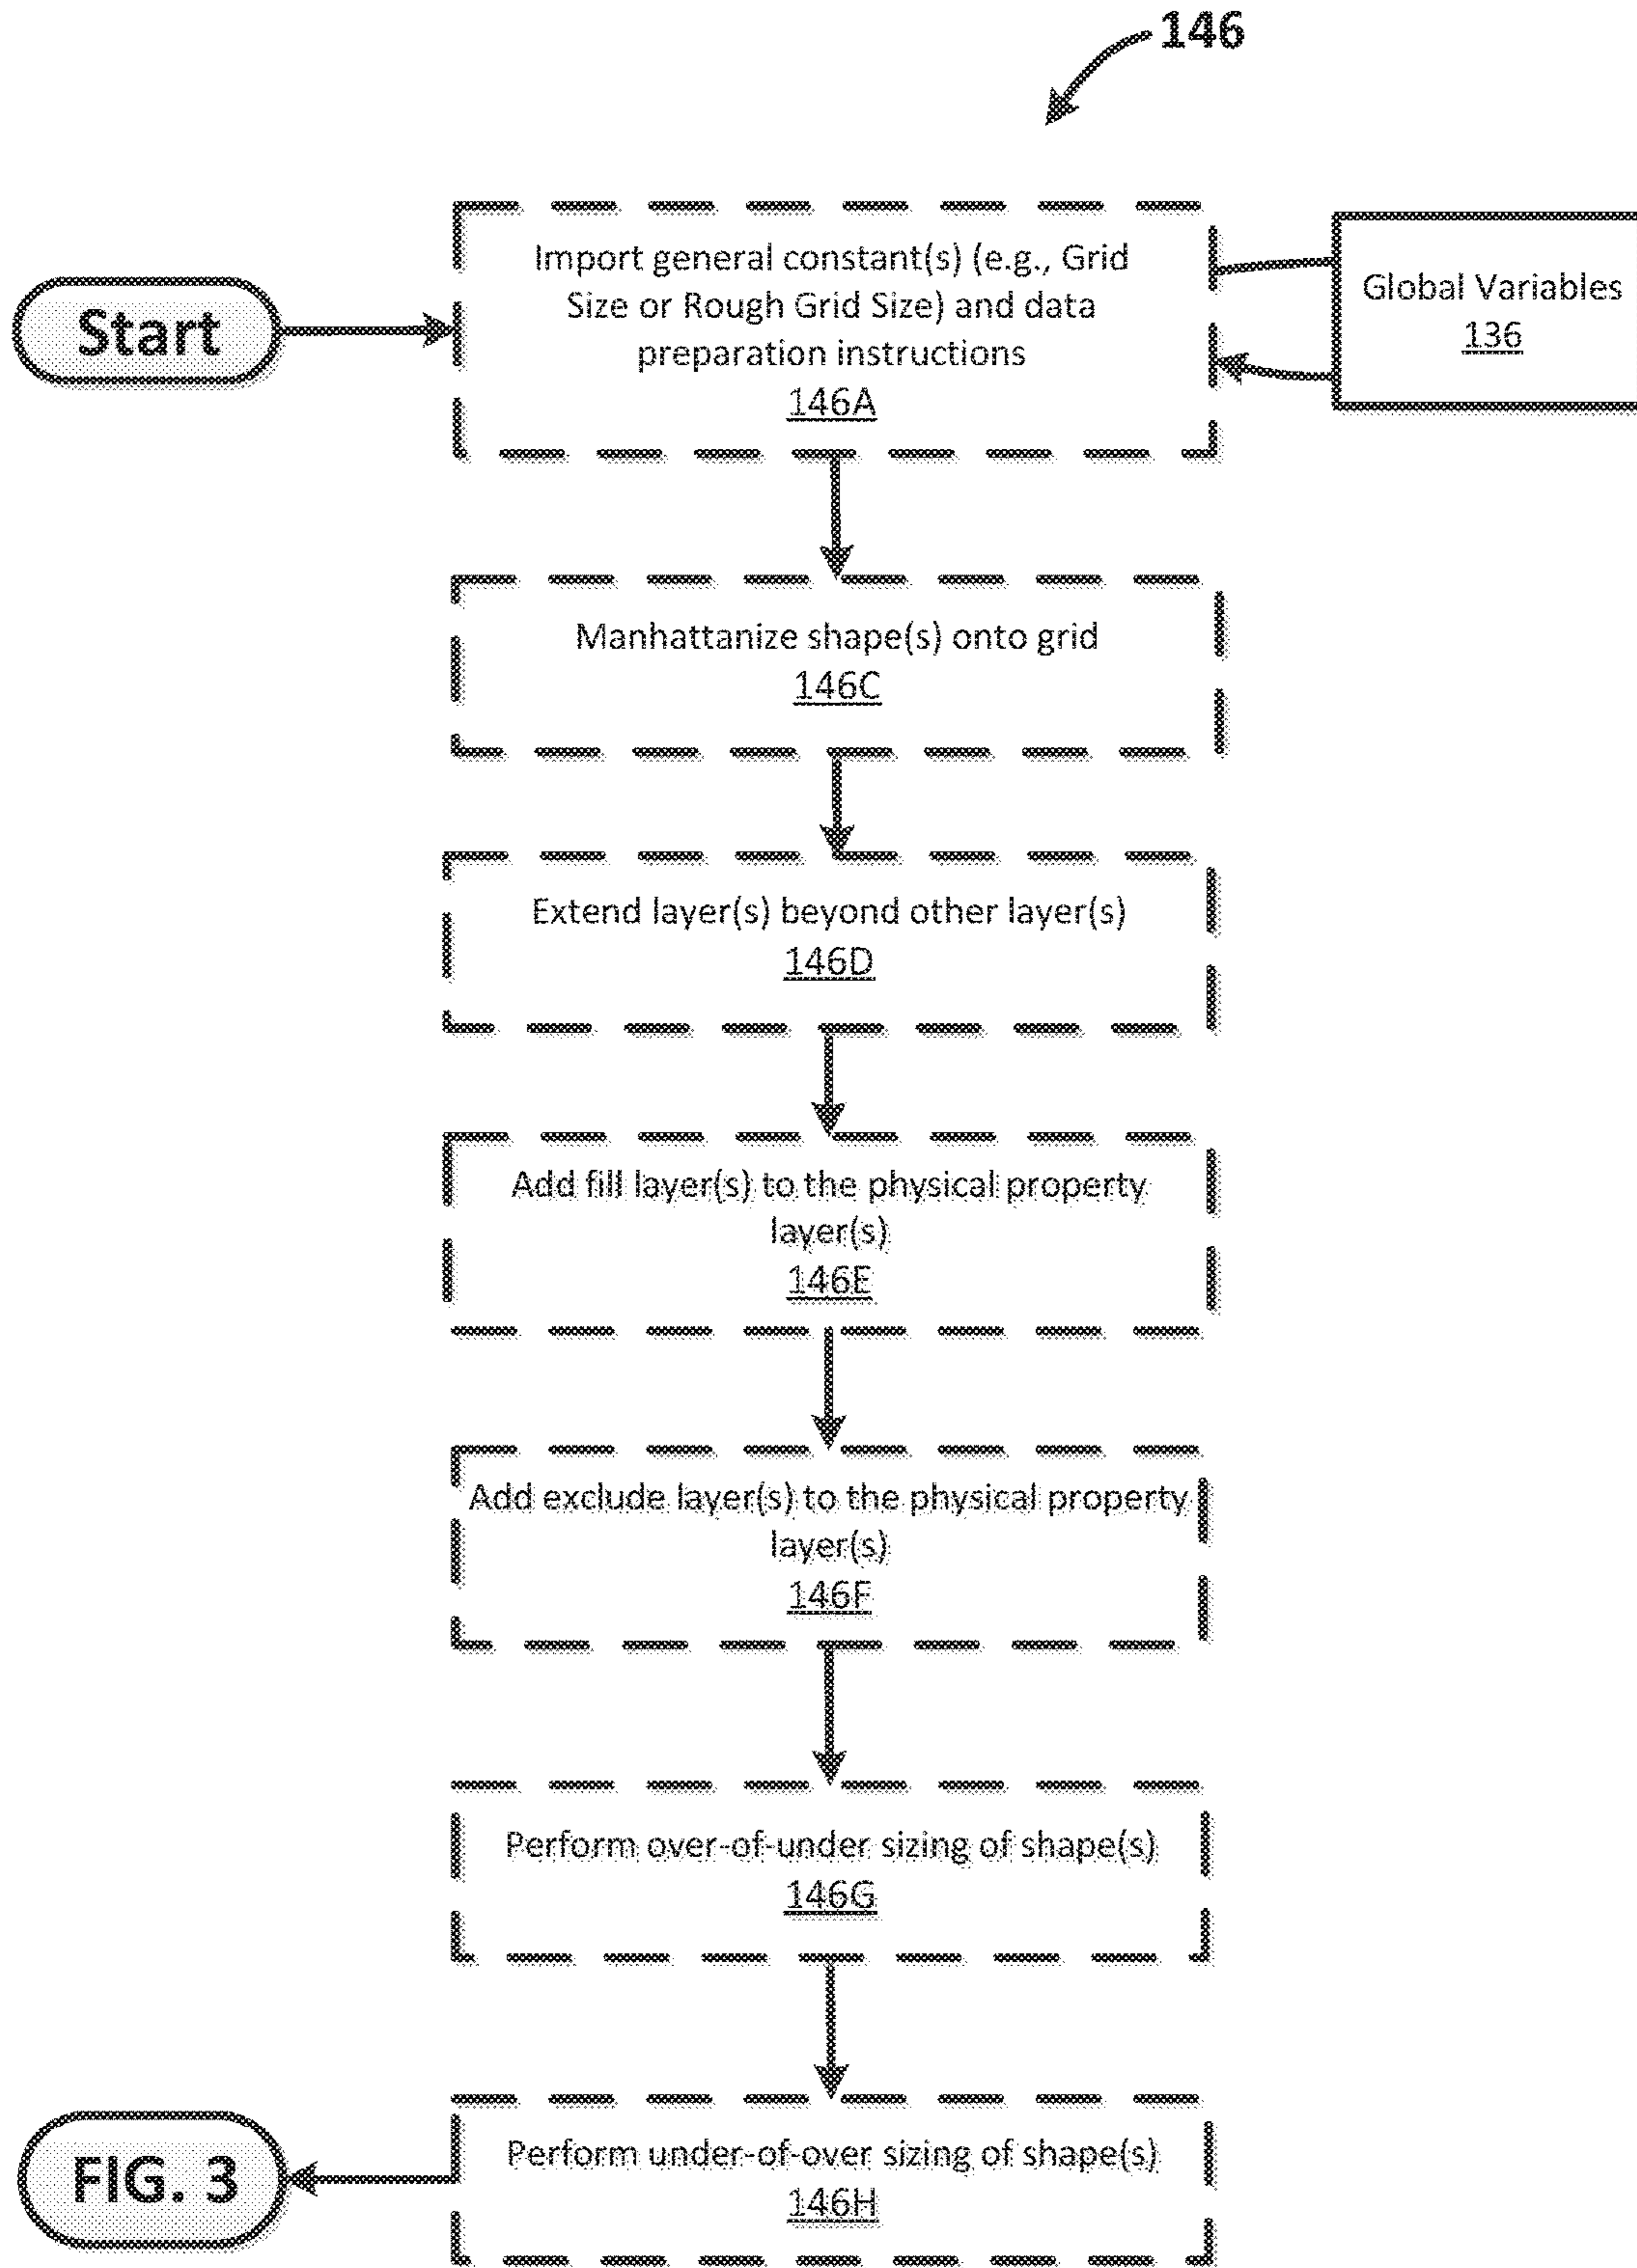 146
Start
Import general constant(s) (e.g., Grid
Size or Rough Grid Size) and data
preparation instructions
146A
Global Variables
136
Manhattanize shape(s) onto grid
146C
Extend layer(s) beyond other layer(s)
146D
Add fill layer(s) to the physical property
layer(s)
146E
Add exclude layer(s) to the physical property
layer(s)
146F
Perform over-of-under sizing of shape(s)
146G
Perform under-of-over sizing of shape(s)
146H
FIG. 3